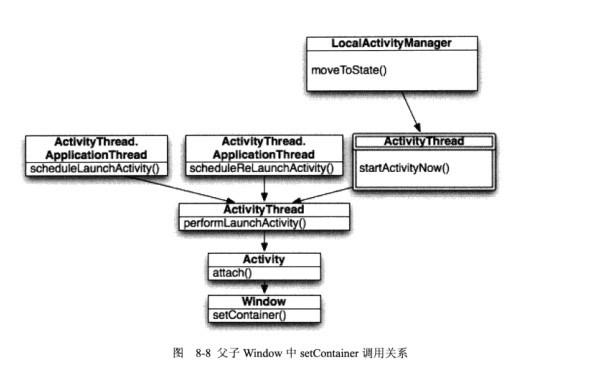 LocalActivityManager
moveToState()
ActivityThread.
ApplicationThread
scheduleLaunchActivity()
ActivityThread.
ApplicationThread
scheduleReLaunchActivity()
ActivityThread
startActivityNow()
ActivityThread
performLaunchActivity()
Activity
attach()
Window
setContainer()
图 8-8 父子 Window 中 setContainer 调用关系